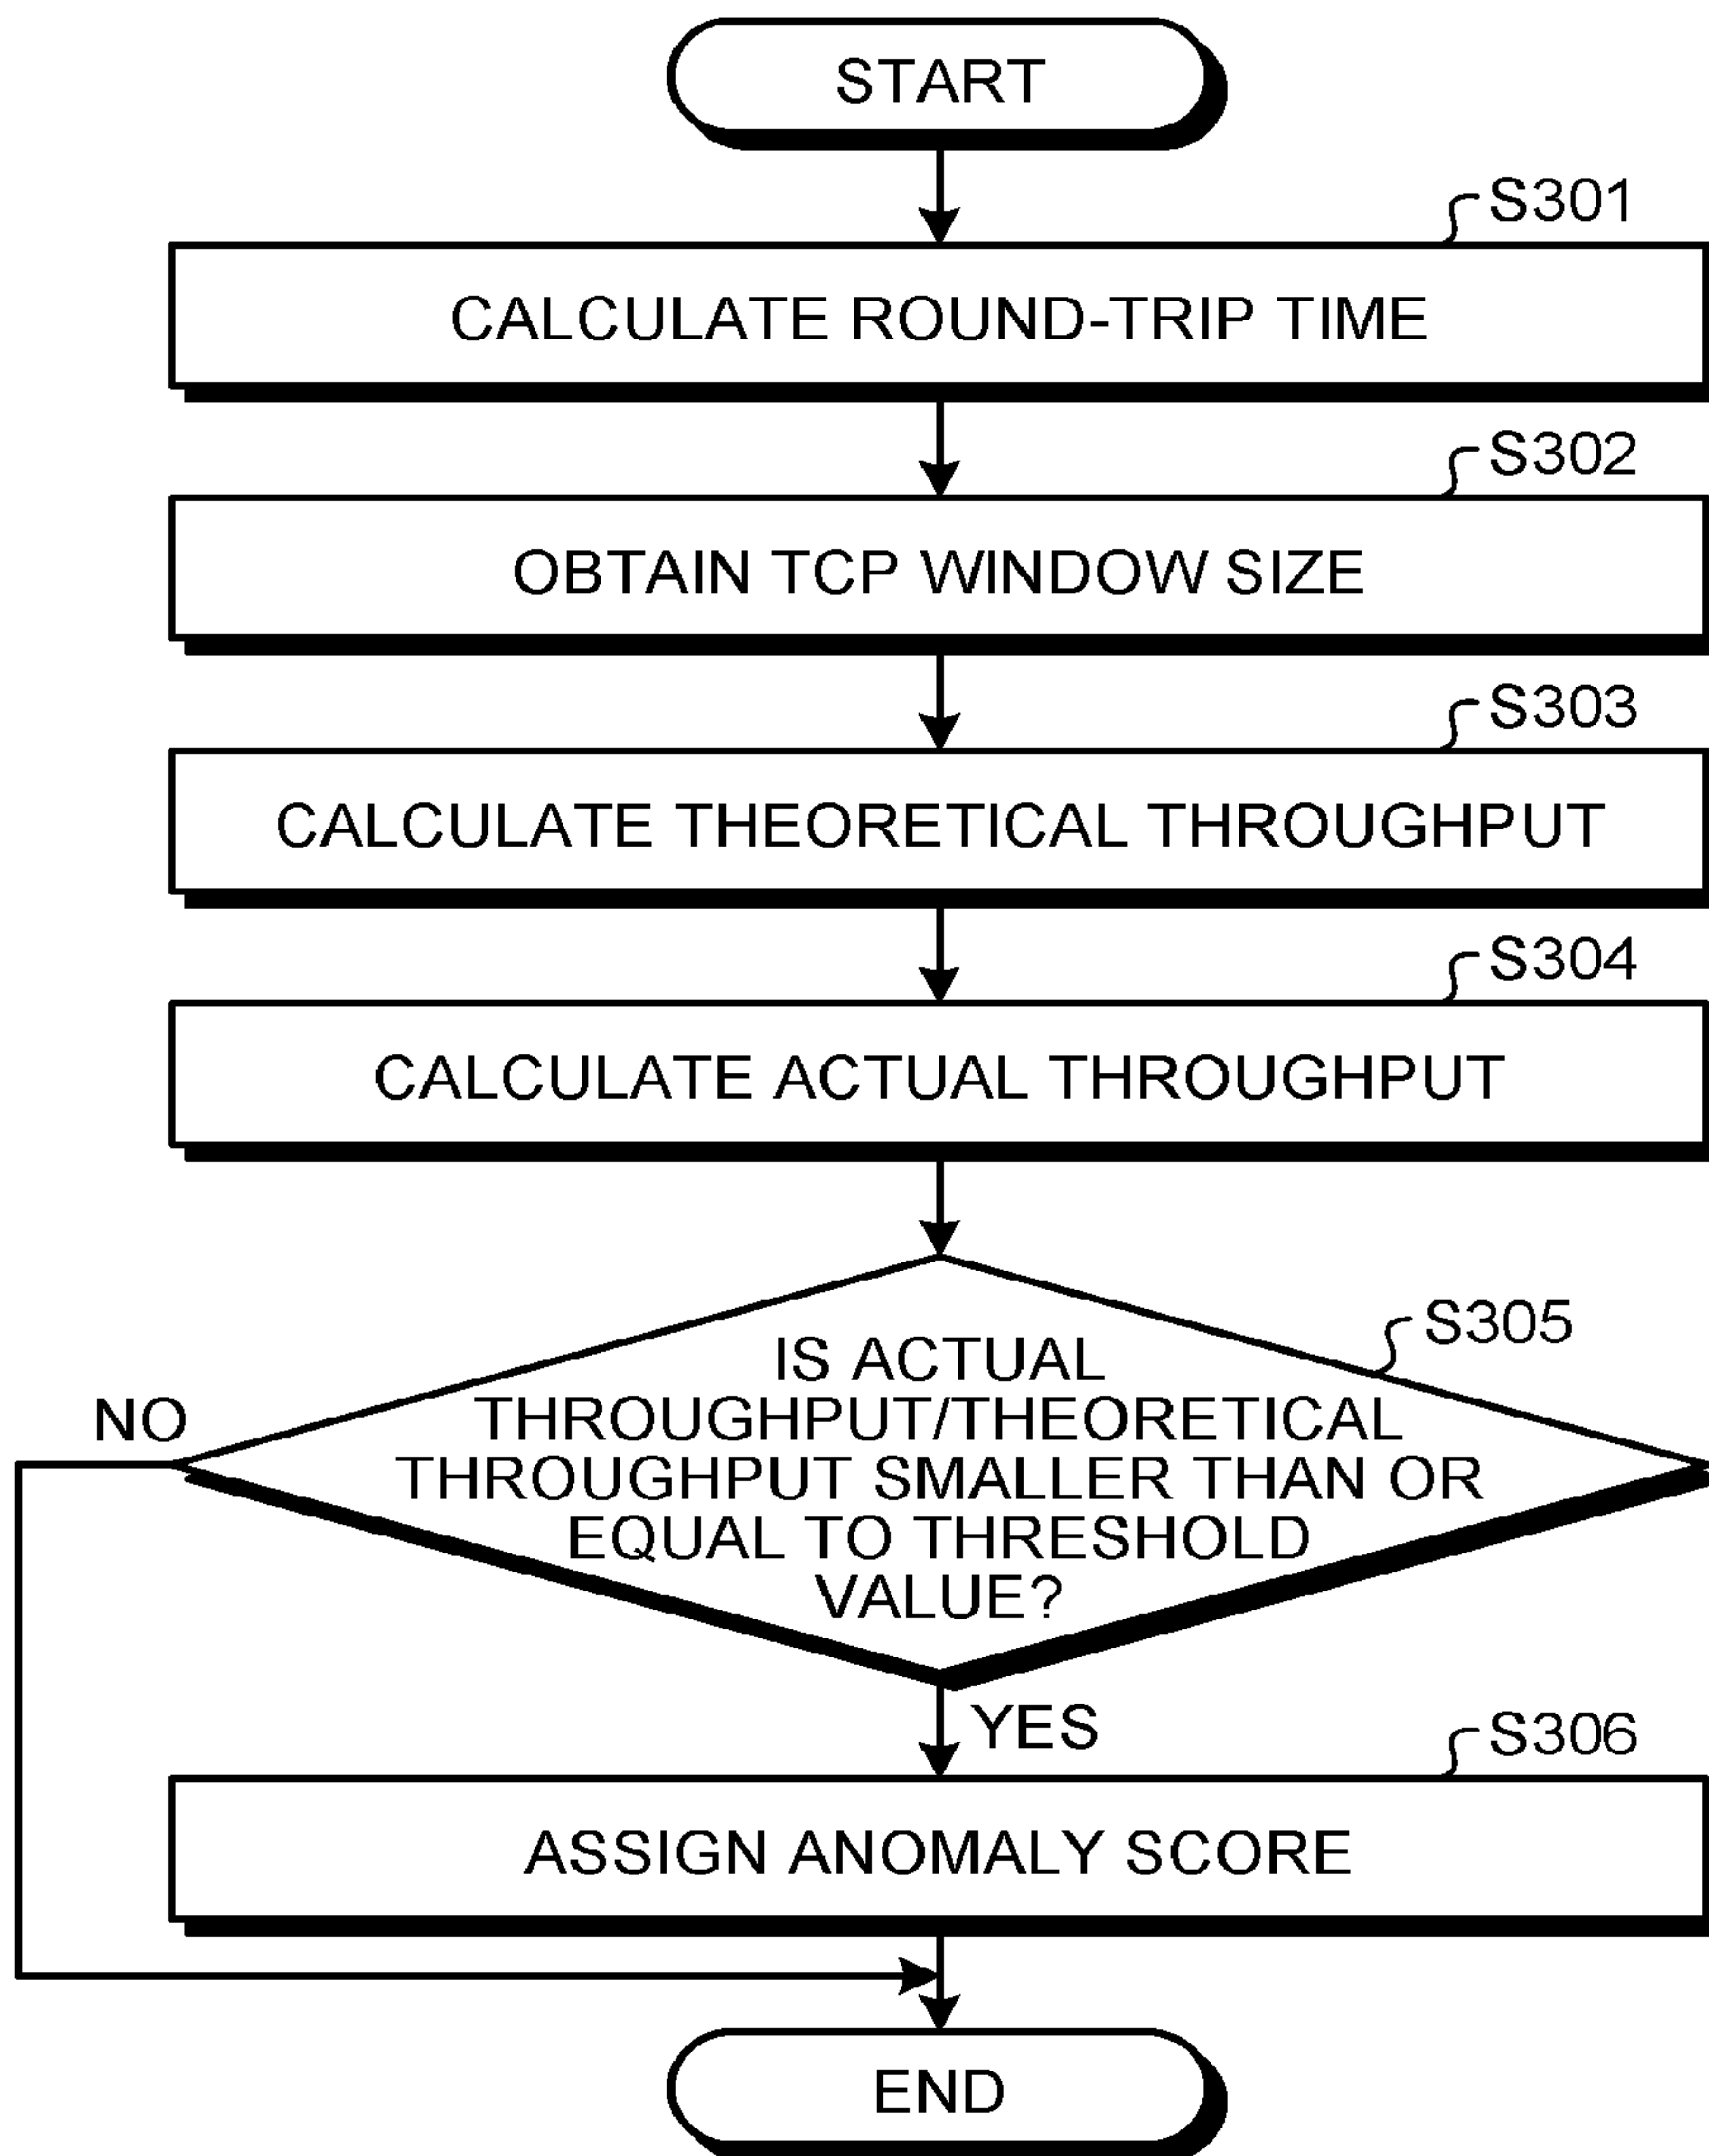 START
S301
CALCULATE ROUND-TRIP TIME
S302
OBTAIN TCP WINDOW SIZE
S303
CALCULATE THEORETICAL THROUGHPUT
S304
CALCULATE ACTUAL THROUGHPUT
S305
IS ACTUAL
THROUGHPUT/THEORETICAL
THROUGHPUT SMALLER THAN OR
EQUAL TO THRESHOLD
VALUE?
NO
YES
S306
ASSIGN ANOMALY SCORE
END